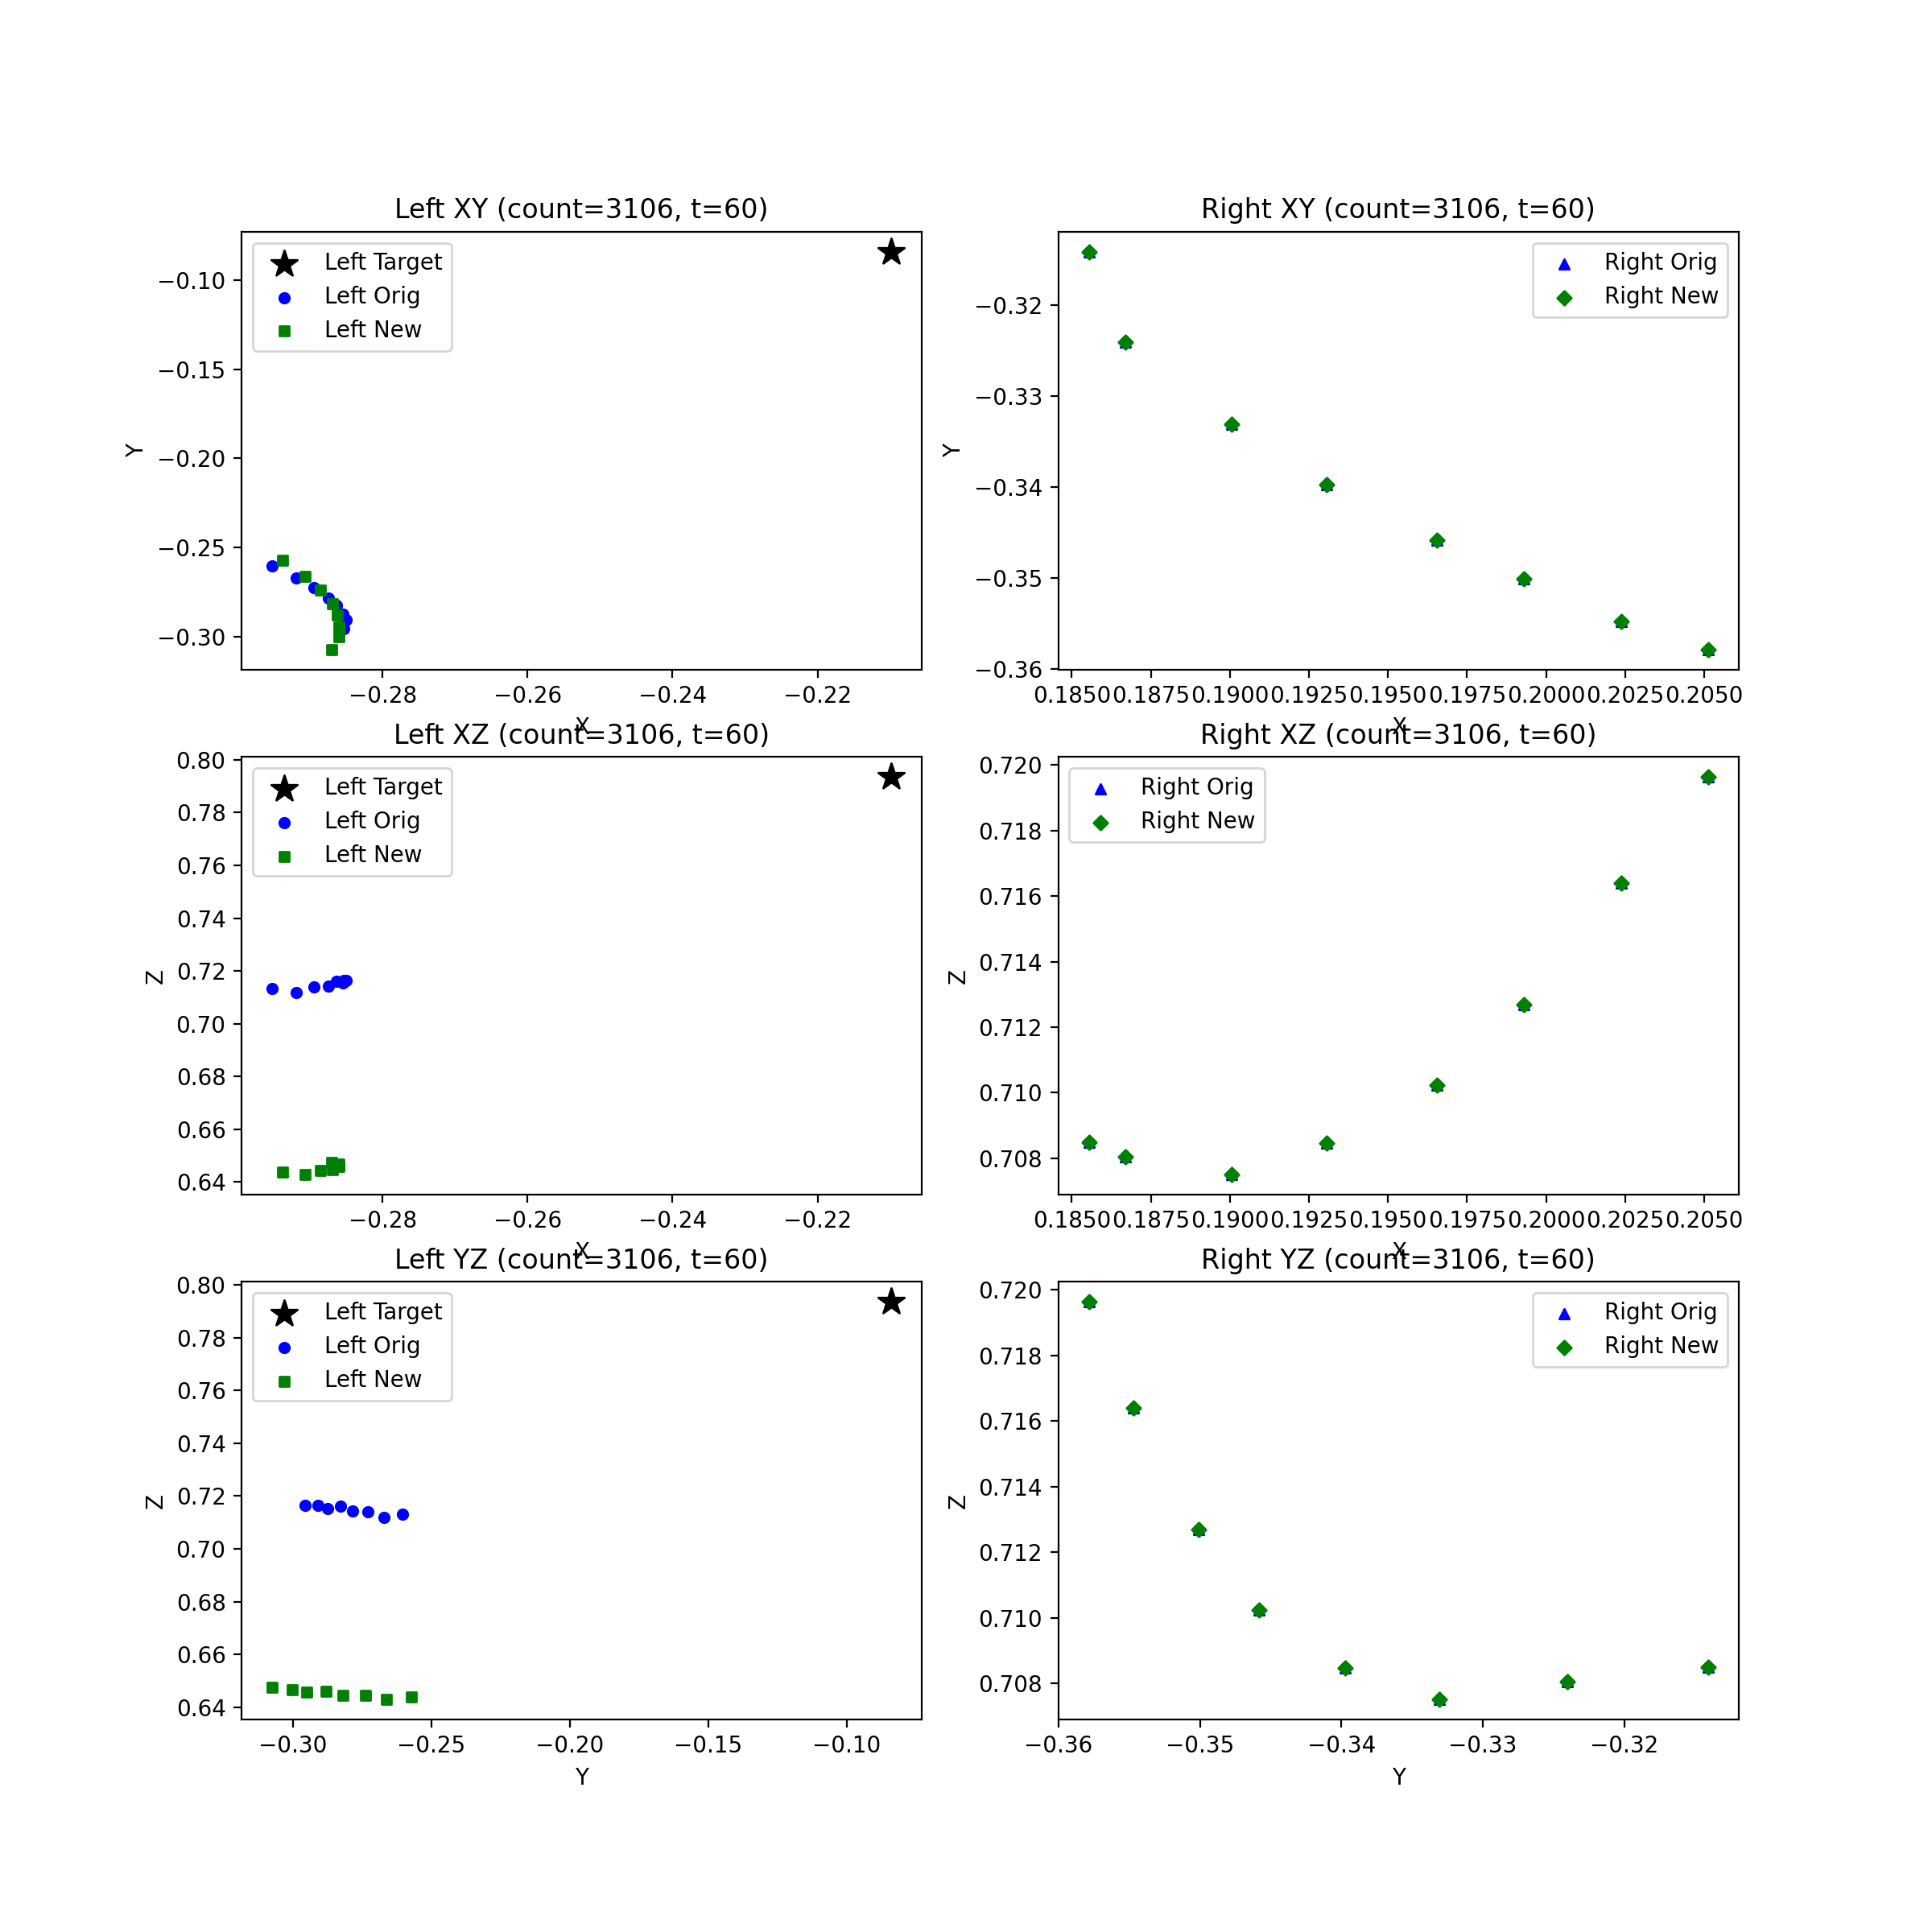 Left XY (count=3106, t=60)
Left Target
Left Orig
Left New
Y
−0.10
−0.15
−0.20
−0.25
−0.30
−0.28
−0.26
−0.24
−0.22
X
Right XY (count=3106, t=60)
Right Orig
Right New
Y
−0.32
−0.33
−0.34
−0.35
−0.36
0.1850
0.1875
0.1900
0.1925
0.1950
0.1975
0.2000
0.2025
0.2050
X
Left XZ (count=3106, t=60)
Left Target
Left Orig
Left New
Z
0.80
0.78
0.76
0.74
0.72
0.70
0.68
0.66
0.64
−0.28
−0.26
−0.24
−0.22
X
Right XZ (count=3106, t=60)
Right Orig
Right New
Z
0.720
0.718
0.716
0.714
0.712
0.710
0.708
0.1850
0.1875
0.1900
0.1925
0.1950
0.1975
0.2000
0.2025
0.2050
X
Left YZ (count=3106, t=60)
Left Target
Left Orig
Left New
Z
0.80
0.78
0.76
0.74
0.72
0.70
0.68
0.66
0.64
−0.30
−0.25
−0.20
−0.15
−0.10
Y
Right YZ (count=3106, t=60)
Right Orig
Right New
Z
0.720
0.718
0.716
0.714
0.712
0.710
0.708
−0.36
−0.35
−0.34
−0.33
−0.32
Y